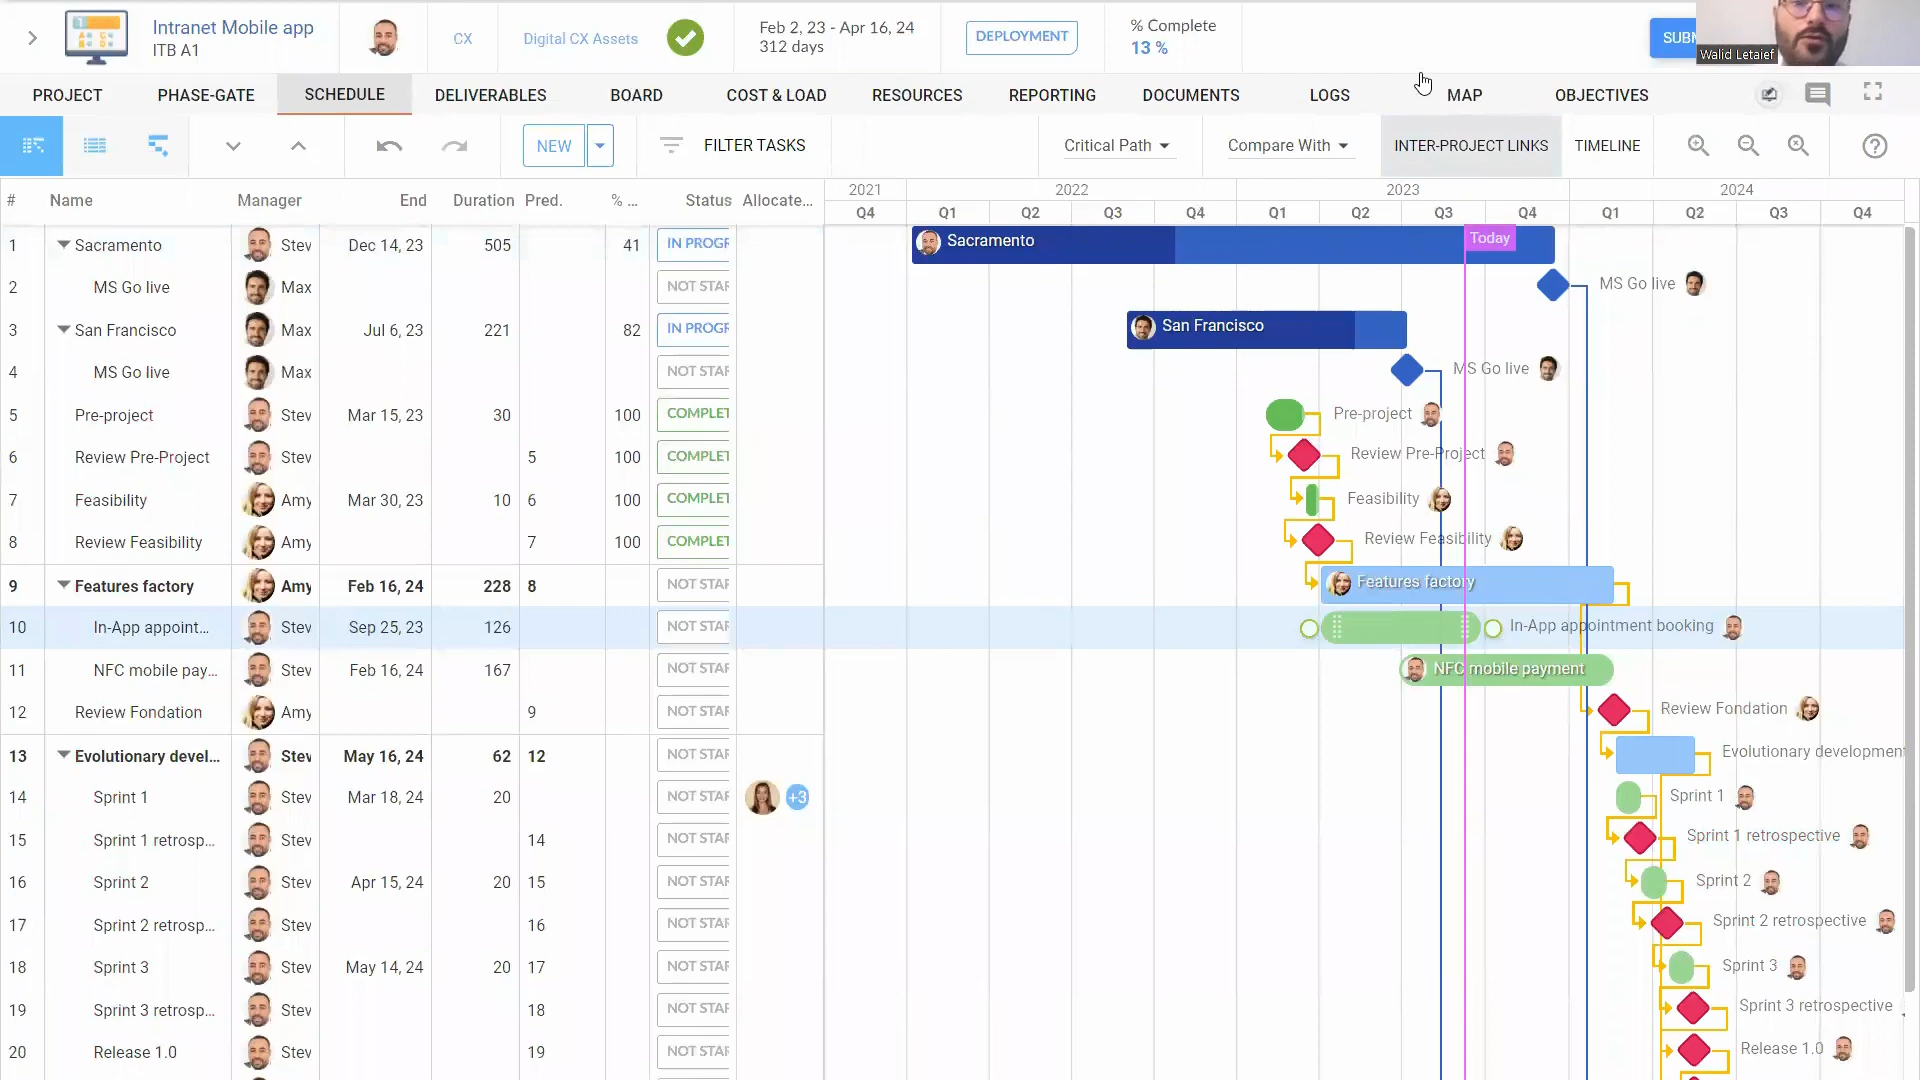 Intranet Mobile app
ITB A1
CX
Digital CX Assets
Feb 2, 23 - Apr 16, 24
312 days
DEPLOYMENT
% Complete
13 %
SUBM
Walid Letaief
PROJECT
PHASE-GATE
SCHEDULE
DELIVERABLES
BOARD
COST & LOAD
RESOURCES
REPORTING
DOCUMENTS
LOGS
MAP
OBJECTIVES
NEW
FILTER TASKS
Critical Path
Compare With
INTER-PROJECT LINKS
TIMELINE
# Name Manager End Duration Pred. % ... Status Allocate...
2021 2022 2023 2024
Q4 Q1 Q2 Q3 Q4 Q1 Q2 Q3 Q4 Q1 Q2 Q3 Q4
1 Sacramento Stev Dec 14, 23 505 41 IN PROGR
Sacramento
Today
2 MS Go live Max NOT STAR
MS Go live
3 San Francisco Max Jul 6, 23 221 82 IN PROGR
San Francisco
4 MS Go live Max NOT STAR
MS Go live
5 Pre-project Stev Mar 15, 23 30 100 COMPLET
Pre-project
6 Review Pre-Project Stev 5 100 COMPLET
Review Pre-Project
7 Feasibility Amy Mar 30, 23 10 6 100 COMPLET
Feasibility
8 Review Feasibility Amy 7 100 COMPLET
Review Feasibility
9 Features factory Amy Feb 16, 24 228 8 NOT STAR
Features factory
10 In-App appoint... Stev Sep 25, 23 126 NOT STAR
In-App appointment booking
11 NFC mobile pay... Stev Feb 16, 24 167 NOT STAR
NFC mobile payment
12 Review Fondation Amy 9 NOT STAR
Review Fondation
13 Evolutionary devel... Stev May 16, 24 62 12 NOT STAR
Evolutionary development
14 Sprint 1 Stev Mar 18, 24 20 NOT STAR +3
Sprint 1
15 Sprint 1 retrosp... Stev 14 NOT STAR
Sprint 1 retrospective
16 Sprint 2 Stev Apr 15, 24 20 15 NOT STAR
Sprint 2
17 Sprint 2 retrosp... Stev 16 NOT STAR
Sprint 2 retrospective
18 Sprint 3 Stev May 14, 24 20 17 NOT STAR
Sprint 3
19 Sprint 3 retrosp... Stev 18 NOT STAR
Sprint 3 retrospective
20 Release 1.0 Stev 19 NOT STAR
Release 1.0